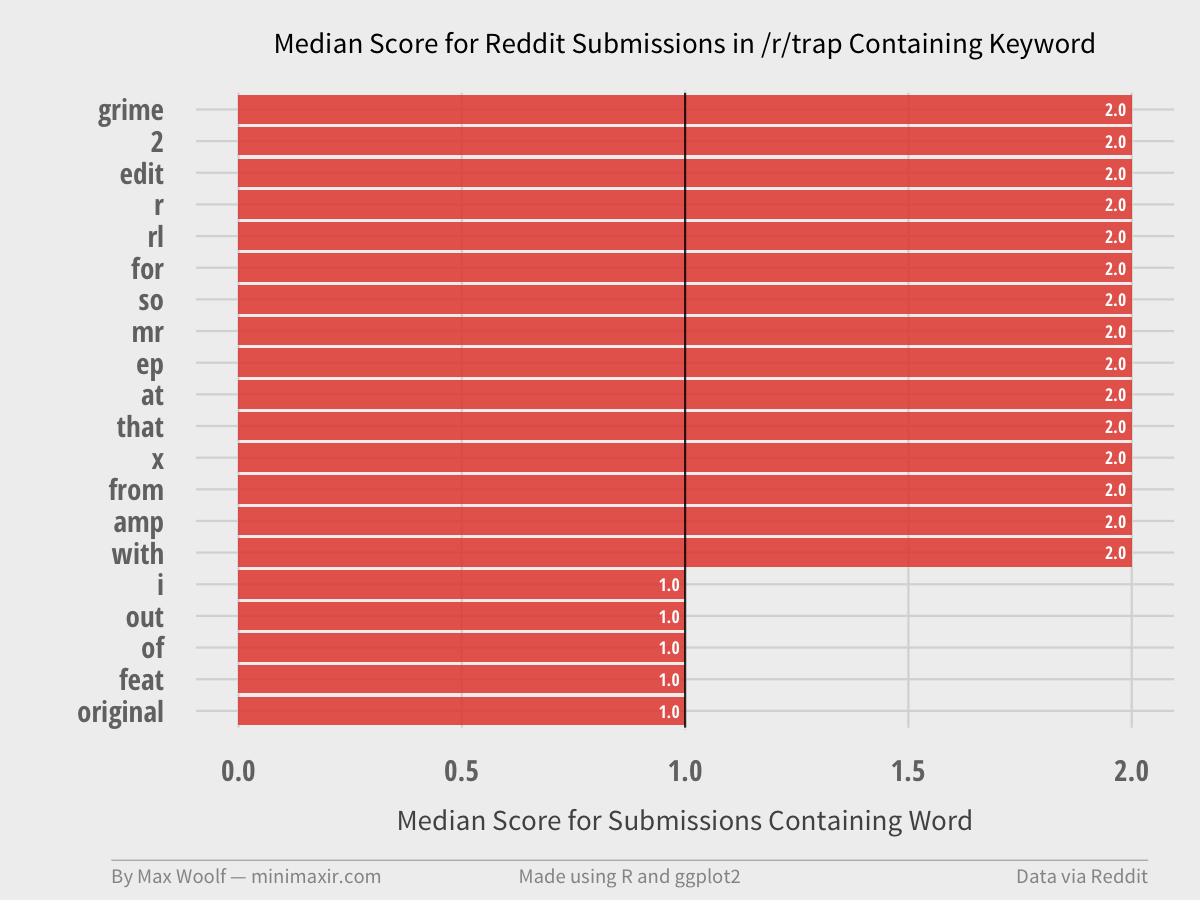 Median Score for Reddit Submissions in /r/trap Containing Keyword
grime 2.0
2 2.0
edit 2.0
r 2.0
rl 2.0
for 2.0
so 2.0
mr 2.0
ep 2.0
at 2.0
that 2.0
x 2.0
from 2.0
amp 2.0
with 2.0
i 1.0
out 1.0
of 1.0
feat 1.0
original 1.0
0.0 0.5 1.0 1.5 2.0
Median Score for Submissions Containing Word
By Max Woolf — minimaxir.com Made using R and ggplot2 Data via Reddit